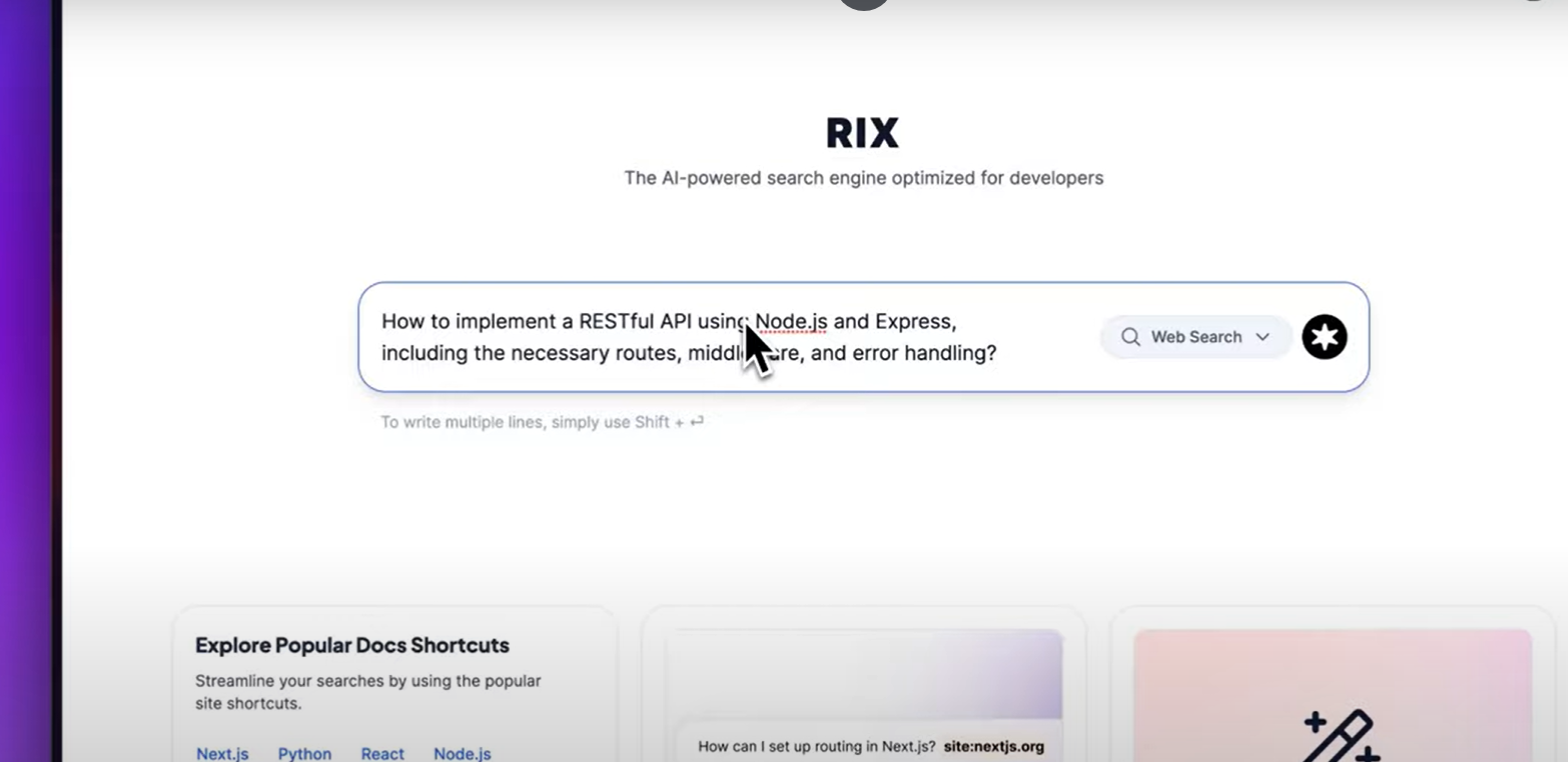 RIX
The AI-powered search engine optimized for developers
How to implement a RESTful API using Node.js and Express,
including the necessary routes, and error handling?
Web Search
To write multiple lines, simply use Shift + ⏎
Explore Popular Docs Shortcuts
Streamline your searches by using the popular
site shortcuts.
Next.js Python React Node.js
How can I set up routing in Next.js? site:nextjs.org